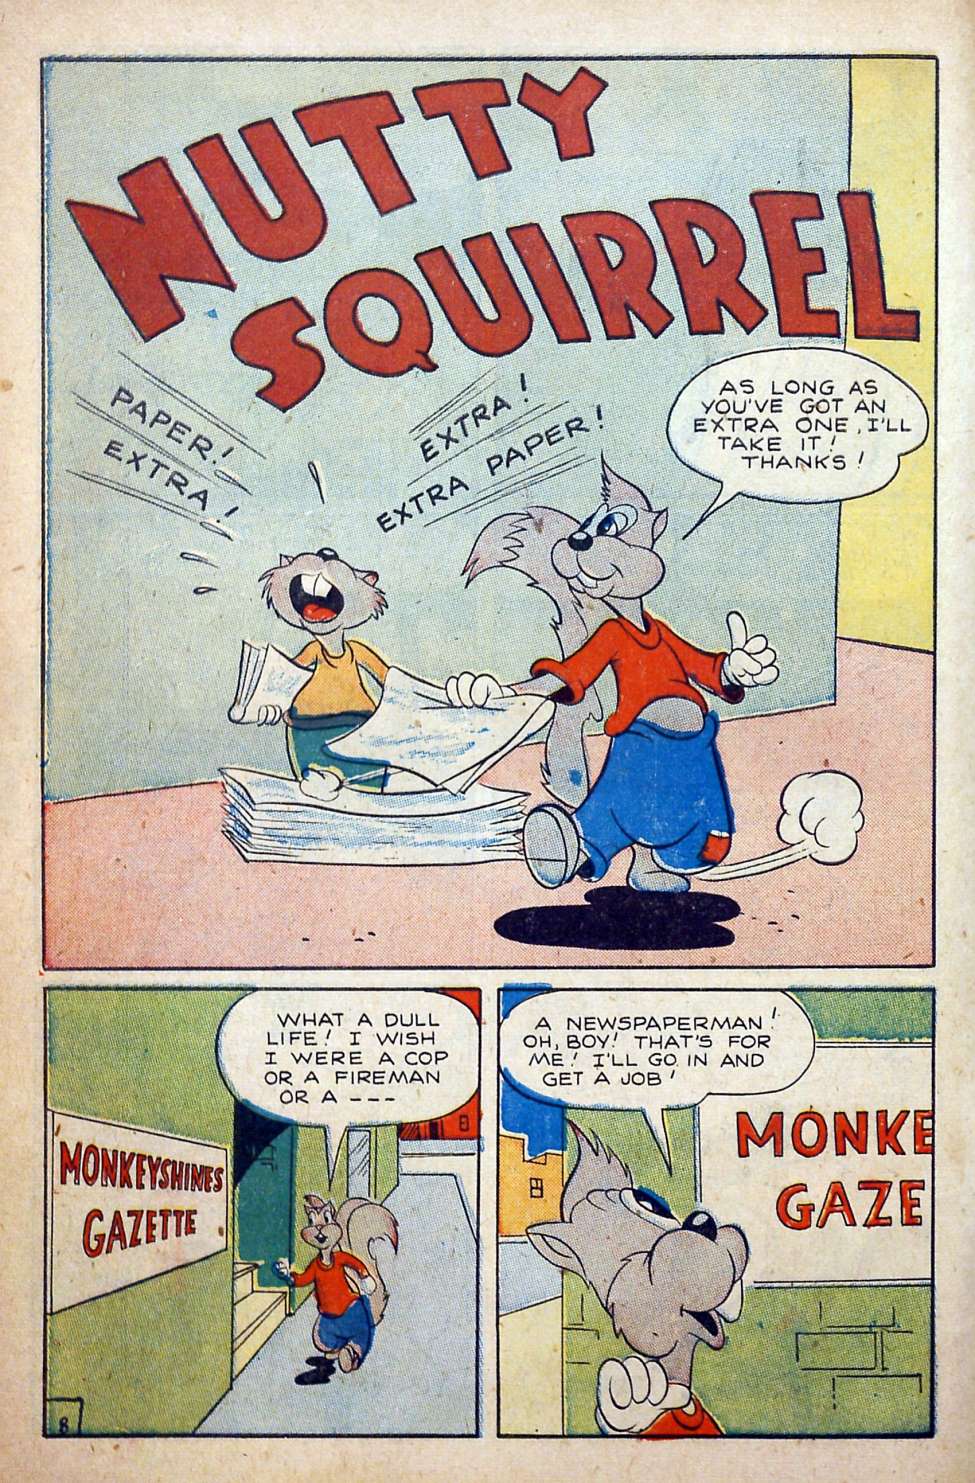 NUTTY
SQUIRREL
PAPER!
EXTRA!
EXTRA!
EXTRA PAPER!
AS LONG AS
YOU'VE GOT AN
EXTRA ONE, I'LL
TAKE IT!
THANKS!
WHAT A DULL
LIFE! I WISH
I WERE A COP
OR A FIREMAN
OR A ---
MONKEYSHINES
GAZETTE
8
A NEWSPAPERMAN!
OH, BOY! THAT'S FOR
ME! I'LL GO IN AND
GET A JOB!
MONKE
GAZE